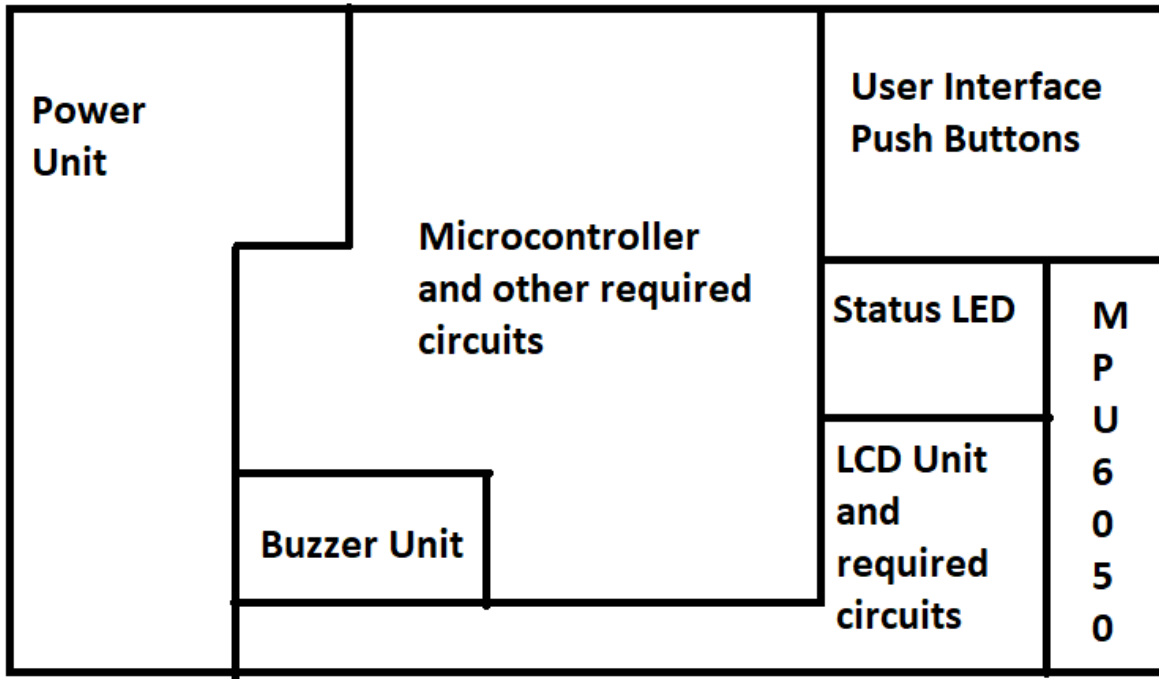 Power
Unit
Microcontroller
and other required
circuits
Buzzer Unit
User Interface
Push Buttons
Status LED
LCD Unit
and
required
circuits
M
P
U
6
0
5
0